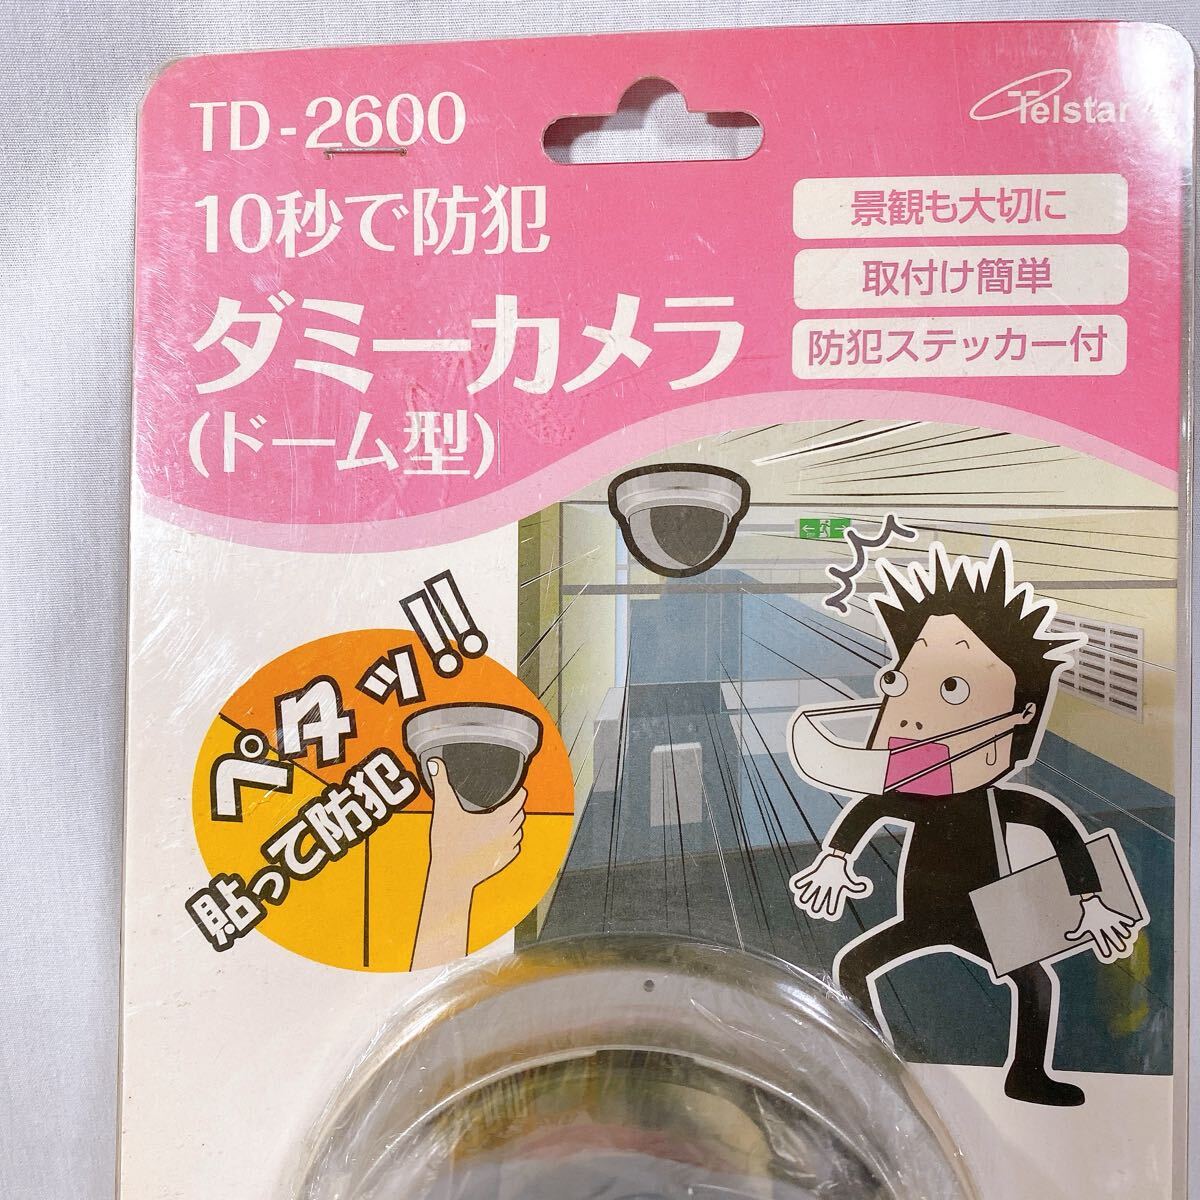 TD-2600
Telstar
10秒で防犯
ダミーカメラ
(ドーム型)
景観も大切に
取付け簡単
防犯ステッカー付
ペタッ!!
貼って防犯